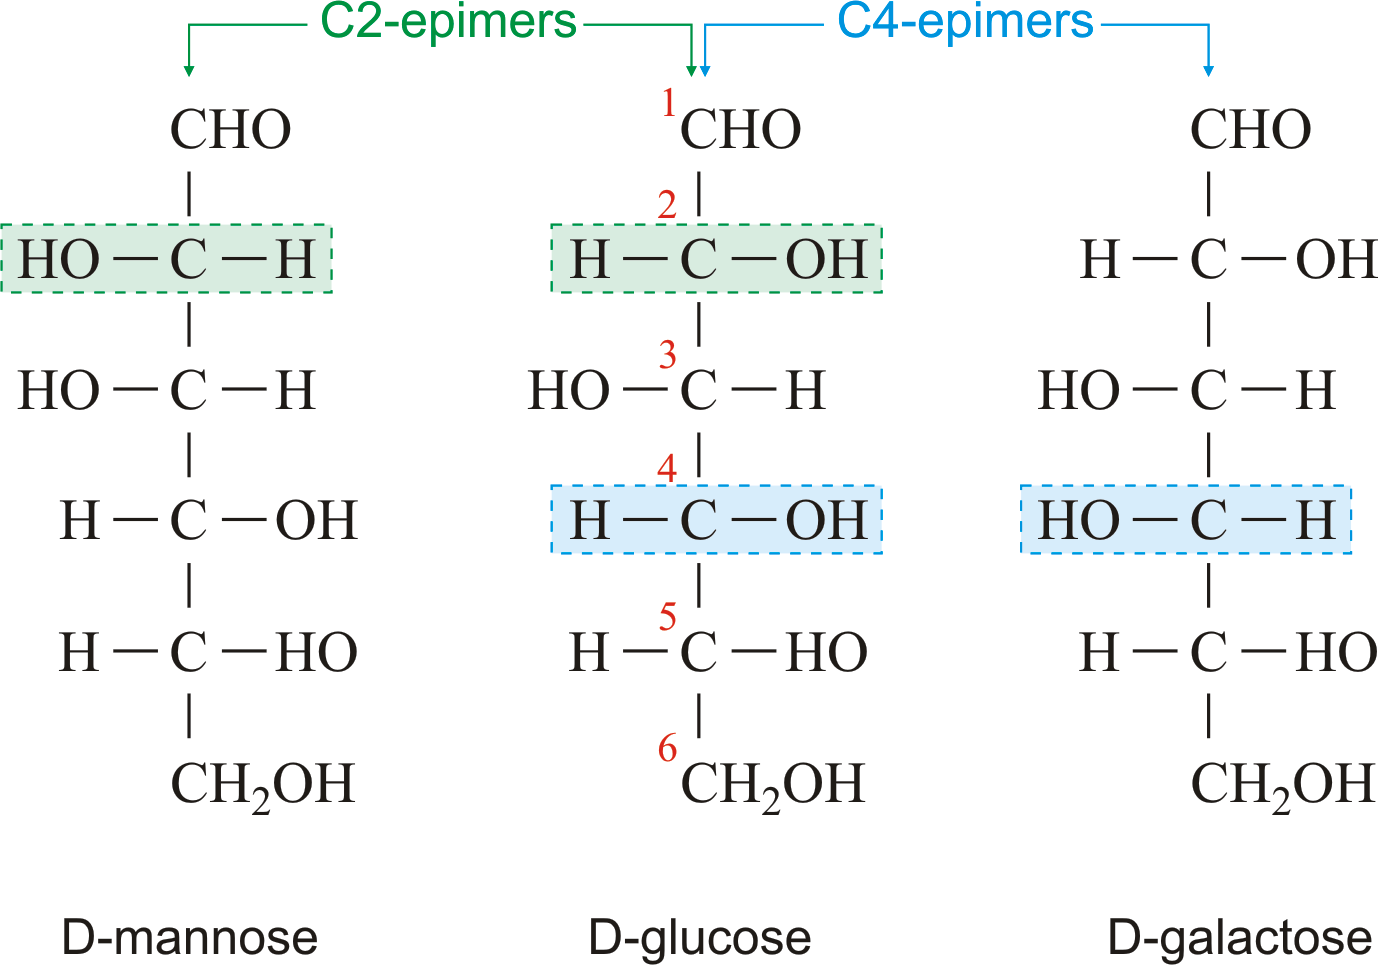 C2-epimers C4-epimers
1
CHO CHO CHO
2
HO — C — H H — C — OH H — C — OH
3
HO — C — H HO — C — H HO — C — H
4
H — C — OH H — C — OH HO — C — H
5
H — C — HO H — C — HO H — C — HO
6
CH₂OH CH₂OH CH₂OH
D-mannose D-glucose D-galactose